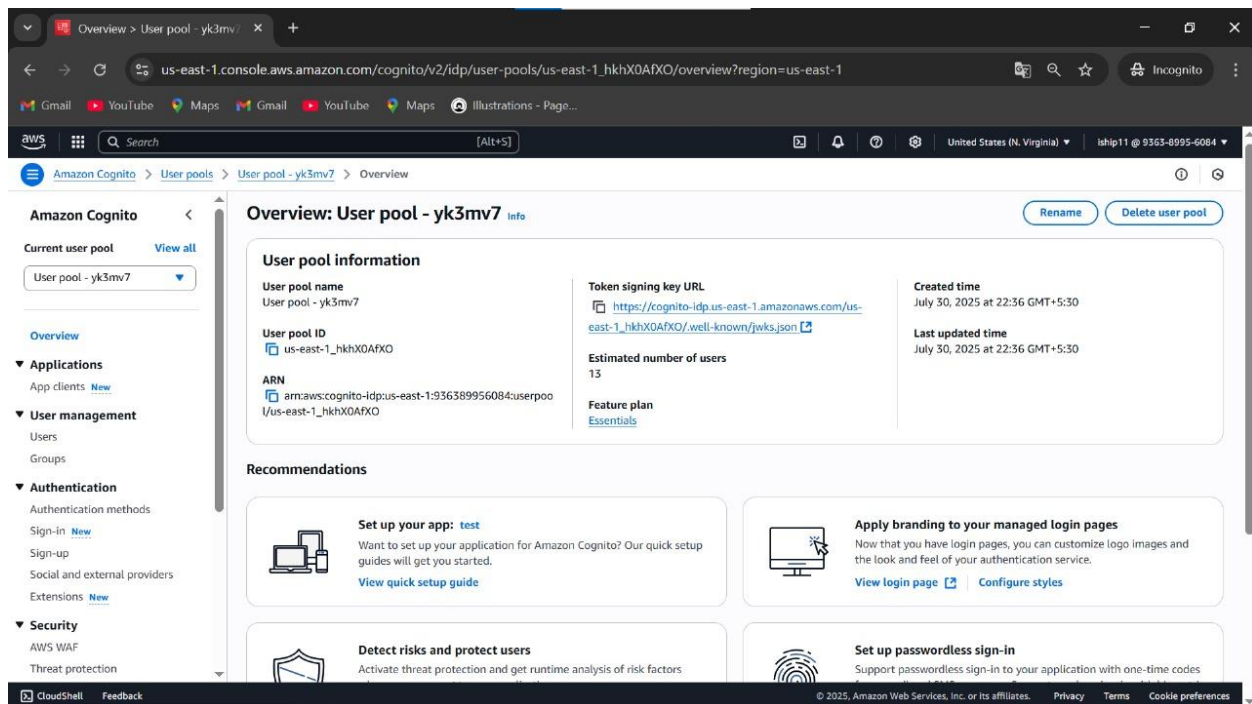 Overview > User pool - yk3mv7
us-east-1.console.aws.amazon.com/cognito/v2/idp/user-pools/us-east-1_hkhX0AfXO/overview?region=us-east-1
Incognito
Gmail YouTube Maps Gmail YouTube Maps Illustrations - Page...
aws Search [Alt+S] United States (N. Virginia) iship11 @ 9363-8995-6084
Amazon Cognito > User pools > User pool - yk3mv7 > Overview
Amazon Cognito
Current user pool View all
User pool - yk3mv7
Overview
Applications
App clients New
User management
Users
Groups
Authentication
Authentication methods
Sign-in New
Sign-up
Social and external providers
Extensions New
Security
AWS WAF
Threat protection
Overview: User pool - yk3mv7 Info
Rename Delete user pool
User pool information
User pool name
User pool - yk3mv7
User pool ID
us-east-1_hkhX0AfXO
ARN
arn:aws:cognito-idp:us-east-1:936389956084:userpoo
l/us-east-1_hkhX0AfXO
Token signing key URL
https://cognito-idp.us-east-1.amazonaws.com/us-
east-1_hkhX0AfXO/.well-known/jwks.json
Estimated number of users
13
Feature plan
Essentials
Created time
July 30, 2025 at 22:36 GMT+5:30
Last updated time
July 30, 2025 at 22:36 GMT+5:30
Recommendations
Set up your app: test
Want to set up your application for Amazon Cognito? Our quick setup
guides will get you started.
View quick setup guide
Apply branding to your managed login pages
Now that you have login pages, you can customize logo images and
the look and feel of your authentication service.
View login page Configure styles
Detect risks and protect users
Activate threat protection and get runtime analysis of risk factors
Set up passwordless sign-in
Support passwordless sign-in to your application with one-time codes
CloudShell Feedback
© 2025, Amazon Web Services, Inc. or its affiliates. Privacy Terms Cookie preferences